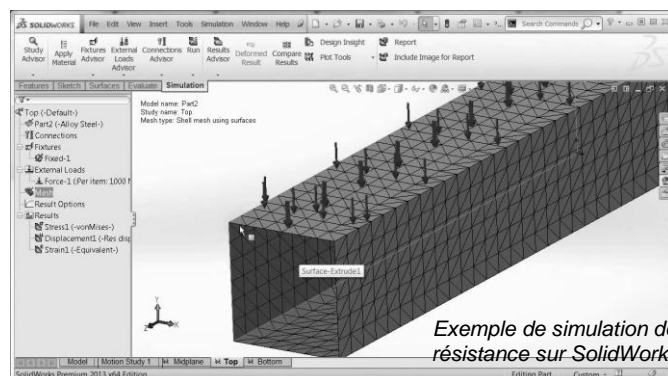 SOLIDWORKS File Edit View Insert Tools Simulation Window Help Search Commands
Study Advisor
Apply Material
Fixtures Advisor
External Loads Advisor
Connections Advisor
Run
Results Advisor
Deformed Result
Compare Results
Design Insight
Plot Tools
Report
Include Image for Report
Features Sketch Surfaces Evaluate Simulation
Model name: Part2
Study name: Top
Mesh type: Shell mesh using surfaces
Top (-Default-)
Part2 (-Alloy Steel-)
Connections
Fixtures
Fixed-1
External Loads
Force-1 (:Per item: 1000 N
Mesh
Result Options
Results
Stress1 (-vonMises-)
Displacement1 (-Res disp
Strain1 (-Equivalent-)
Surface-Extrude1
Y
X
Z
Exemple de simulation de
résistance sur SolidWork
Model Motion Study 1 Midplane Top Bottom
SolidWorks Premium 2013 x64 Edition Editing Part Custom